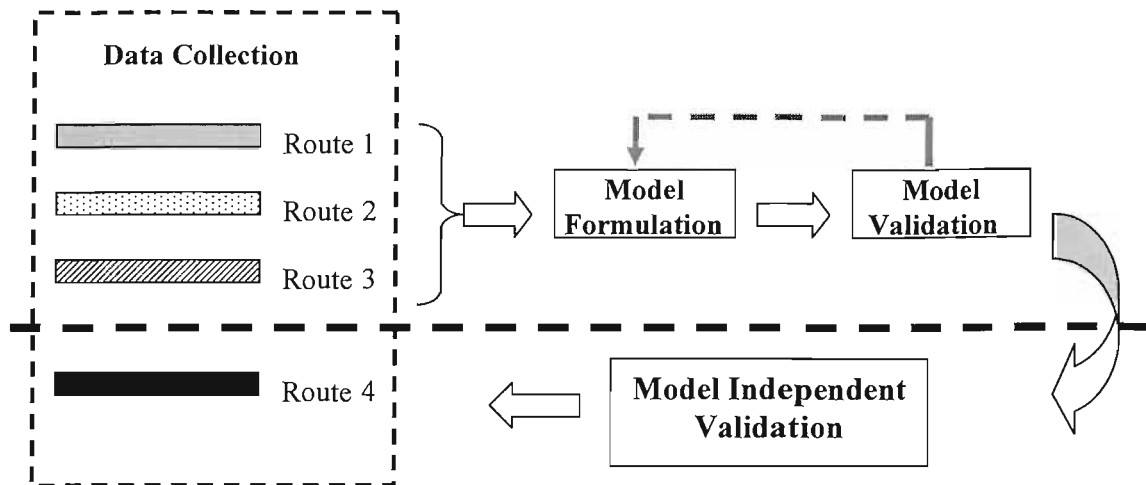 Data Collection
Route 1
Route 2
Route 3
Model
Formulation
Model
Validation
Route 4
Model Independent
Validation